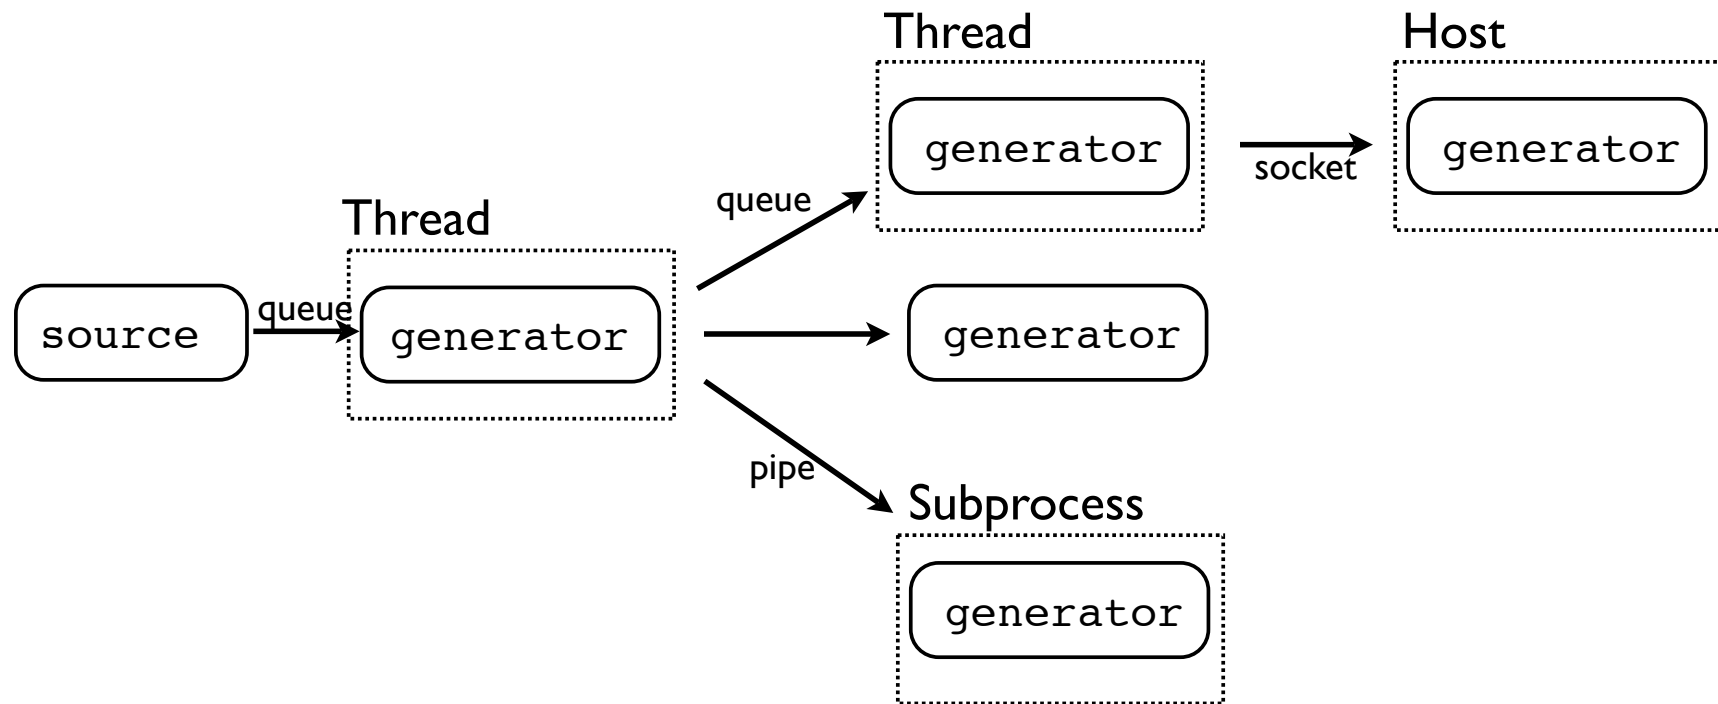 Thread
Host
generator
generator
socket
queue
Thread
queue
source
generator
generator
pipe
Subprocess
generator